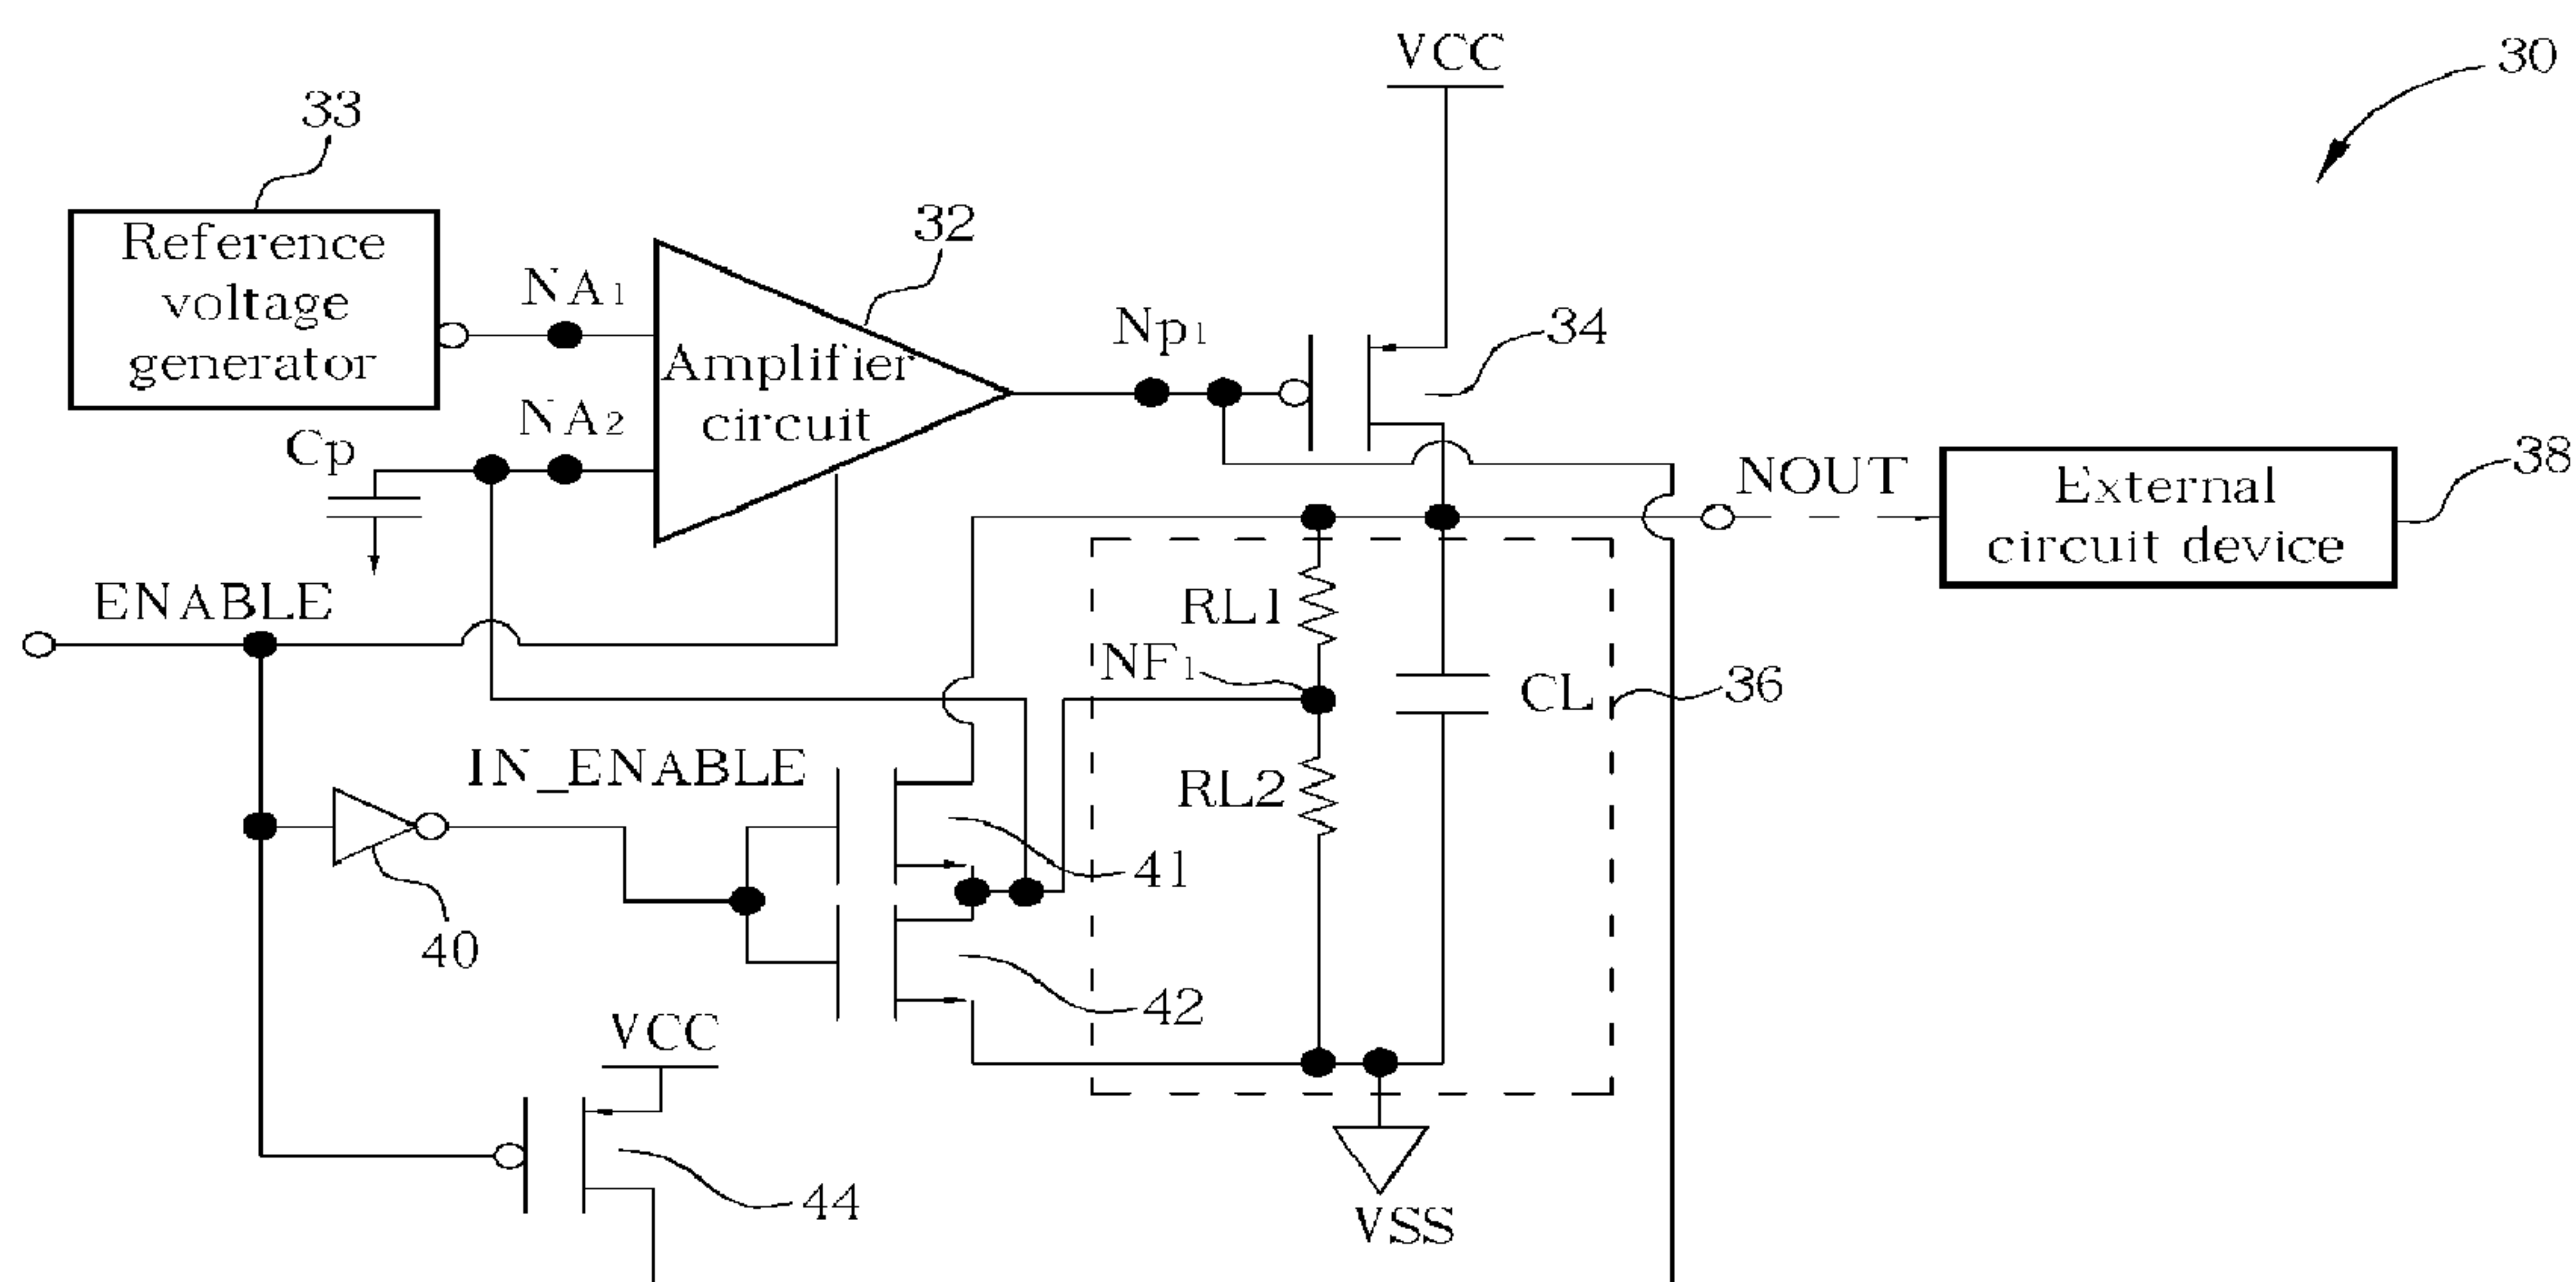 VCC
30
33
Reference
voltage
generator
32
NA1
Np1
34
Amplifier
circuit
NA2
Cp
NOUT
External
circuit device
38
ENABLE
RL1
NF1
CL
36
IN_ENABLE
RL2
41
40
42
VCC
44
VSS